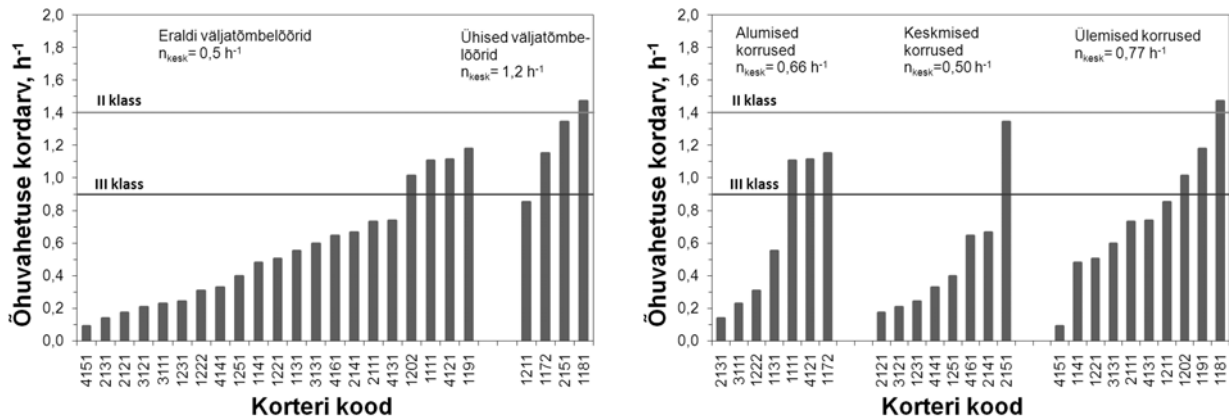 Õhuvahetuse kordarv, h-1
2,0
1,8
1,6
1,4
1,2
1,0
0,8
0,6
0,4
0,2
0,0
Eraldi väljatõmbelõõrid
nkesk= 0,5 h-1
Ühised väljatõmbe-
lõõrid
nkesk= 1,2 h-1
II klass
III klass
4151 2131 2121 3121 3111 1231 1222 4141 1251 1141 1221 1131 3131 4161 2141 2111 4131 1202 1111 4121 1191 1211 1172 2151 1181
Korteri kood
Õhuvahetuse kordarv, h-1
2,0
1,8
1,6
1,4
1,2
1,0
0,8
0,6
0,4
0,2
0,0
Alumised
korrused
nkesk= 0,66 h-1
Keskmised
korrused
nkesk=0,50 h-1
Ülemised korrused
nkesk= 0,77 h-1
II klass
III klass
2131 3111 1222 1131 1111 4121 1172 2121 3121 1231 4141 1251 4161 2141 2151 4151 1141 1221 3131 2111 4131 1211 1202 1191 1181
Korteri kood